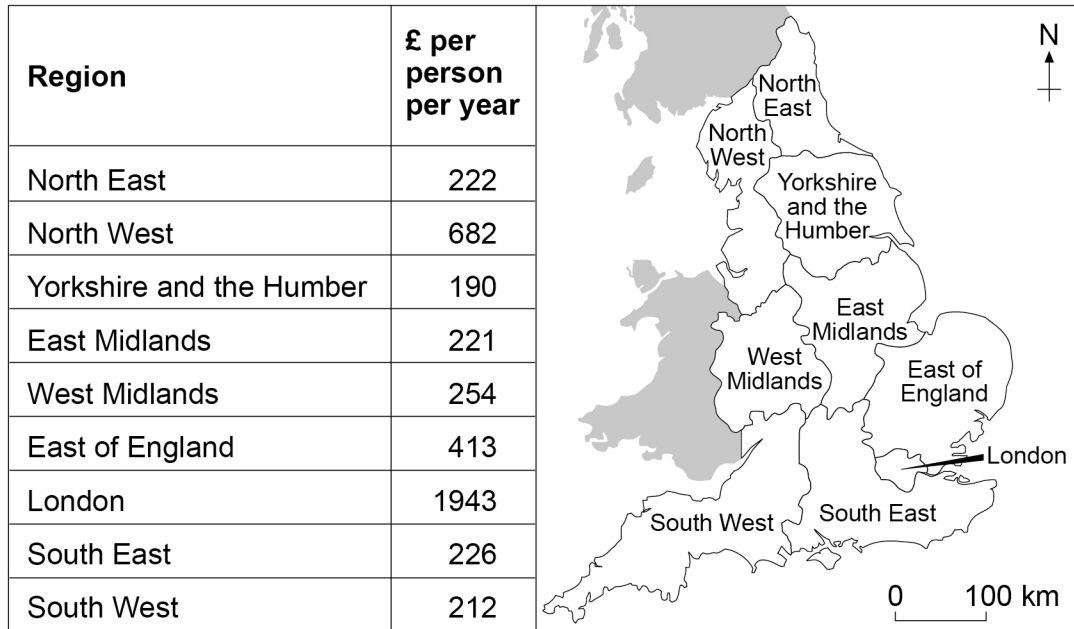 Region
£ per
person
per year
North East
222
North West
682
Yorkshire and the Humber
190
East Midlands
221
West Midlands
254
East of England
413
London
1943
South East
226
South West
212
N
North
East
North
West
Yorkshire
and the
Humber
East
Midlands
West
Midlands
East of
England
London
South West
South East
0 100 km